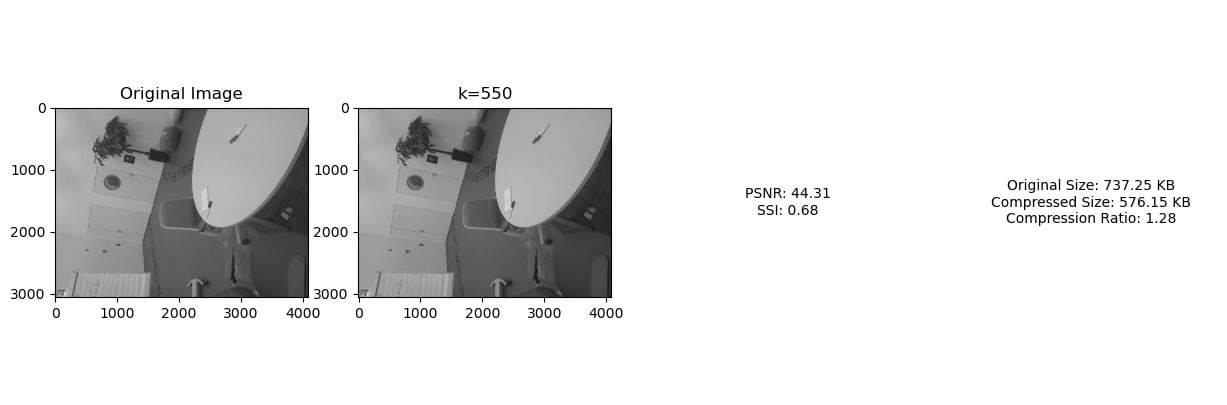 Original Image
k=550
0
1000
2000
3000
0
1000
2000
3000
4000
0
1000
2000
3000
0
1000
2000
3000
4000
PSNR: 44.31
SSI: 0.68
Original Size: 737.25 KB
Compressed Size: 576.15 KB
Compression Ratio: 1.28